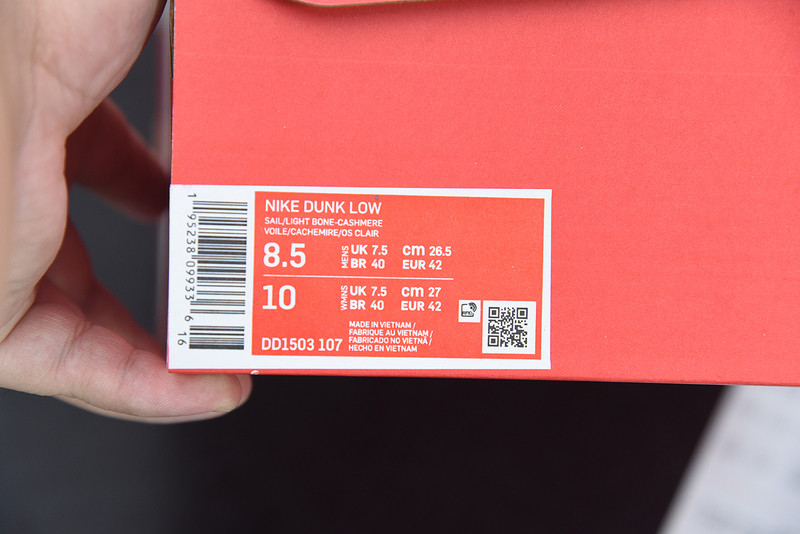 NIKE DUNK LOW
SAIL/LIGHT BONE-CASHMERE
VOILE/CACHEMIRE/OS CLAIR
8.5 MENS UK 7.5 cm 26.5
BR 40 EUR 42
10 WMNS UK 7.5 cm 27
BR 40 EUR 42
MADE IN VIETNAM /
FABRIQUE AU VIETNAM /
FABRICADO NO VIETNÃ /
HECHO EN VIETNAM
DD1503 107
1 95238 09933 6 16